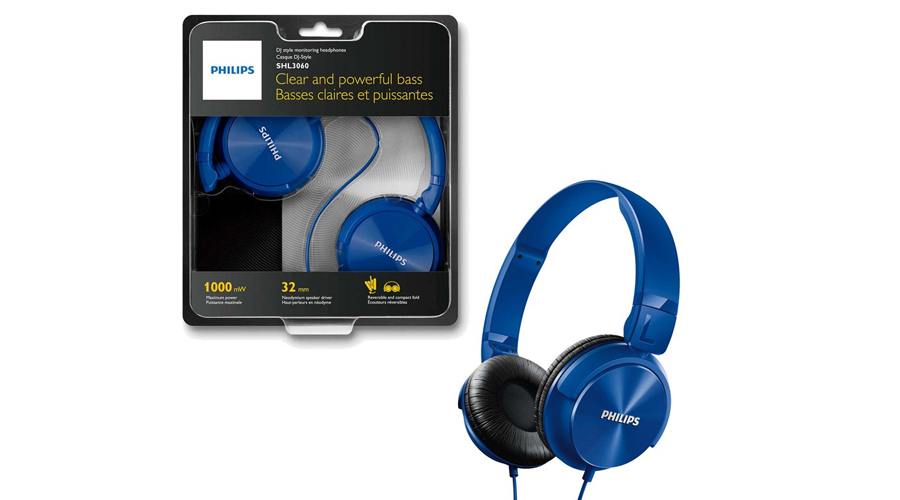 PHILIPS
DJ style monitoring headphones
Casque DJ-Style
SHL3060
Clear and powerful bass
Basses claires et puissantes
PHILIPS
PHILIPS
1000 mW
Maximum power
Puissance maximale
32 mm
Neodymium speaker driver
Haut-parleurs en néodyme
Reversible and compact fold
Écouteurs réversibles
L
PHILIPS